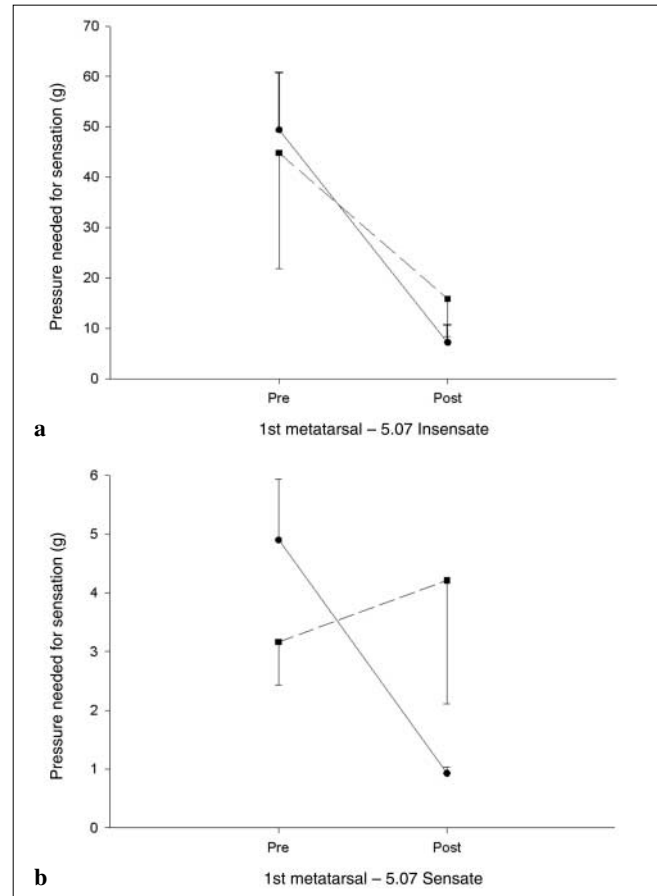 70
60
50
40
30
20
10
0
Pressure needed for sensation (g)
Pre Post
a 1st metatarsal – 5.07 Insensate
6
5
4
3
2
1
0
Pressure needed for sensation (g)
Pre Post
b 1st metatarsal – 5.07 Sensate